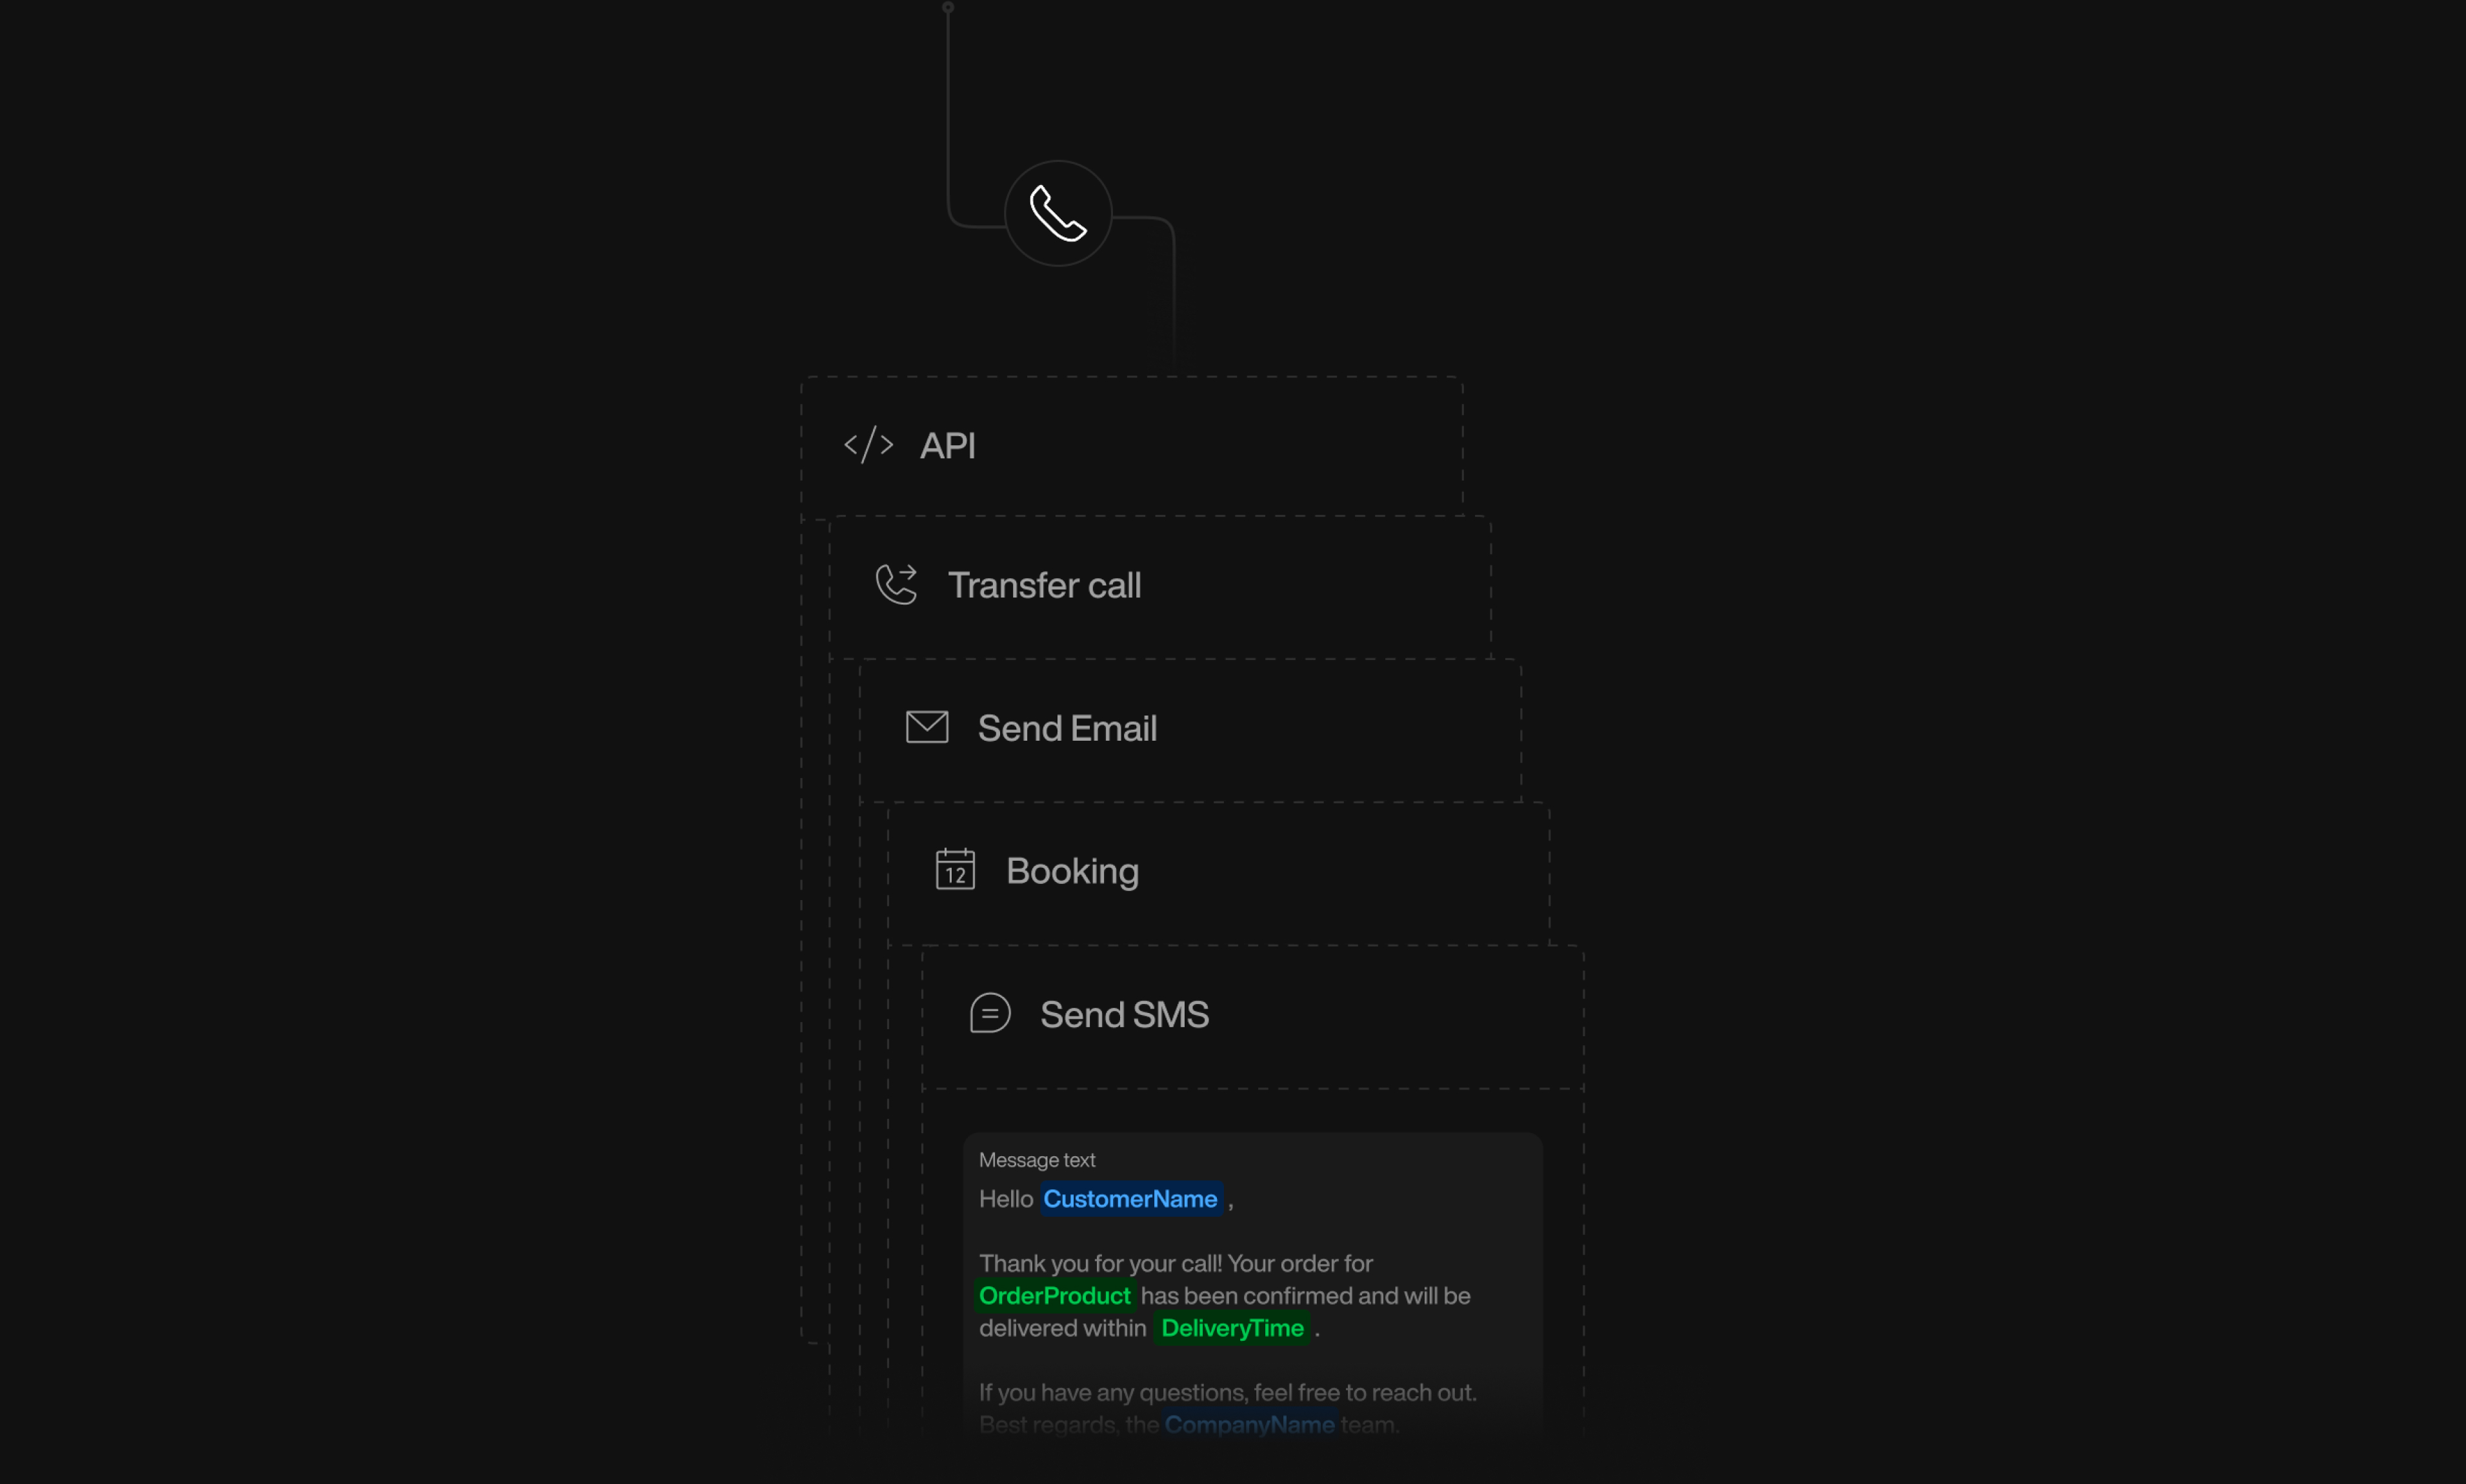 API
Transfer call
Send Email
12
Booking
Send SMS
Message text
Hello CustomerName ,
Thank you for your call! Your order for
OrderProduct has been confirmed and will be
delivered within DeliveryTime .
If you have any questions, feel free to reach out.
Best regards, the CompanyName team.